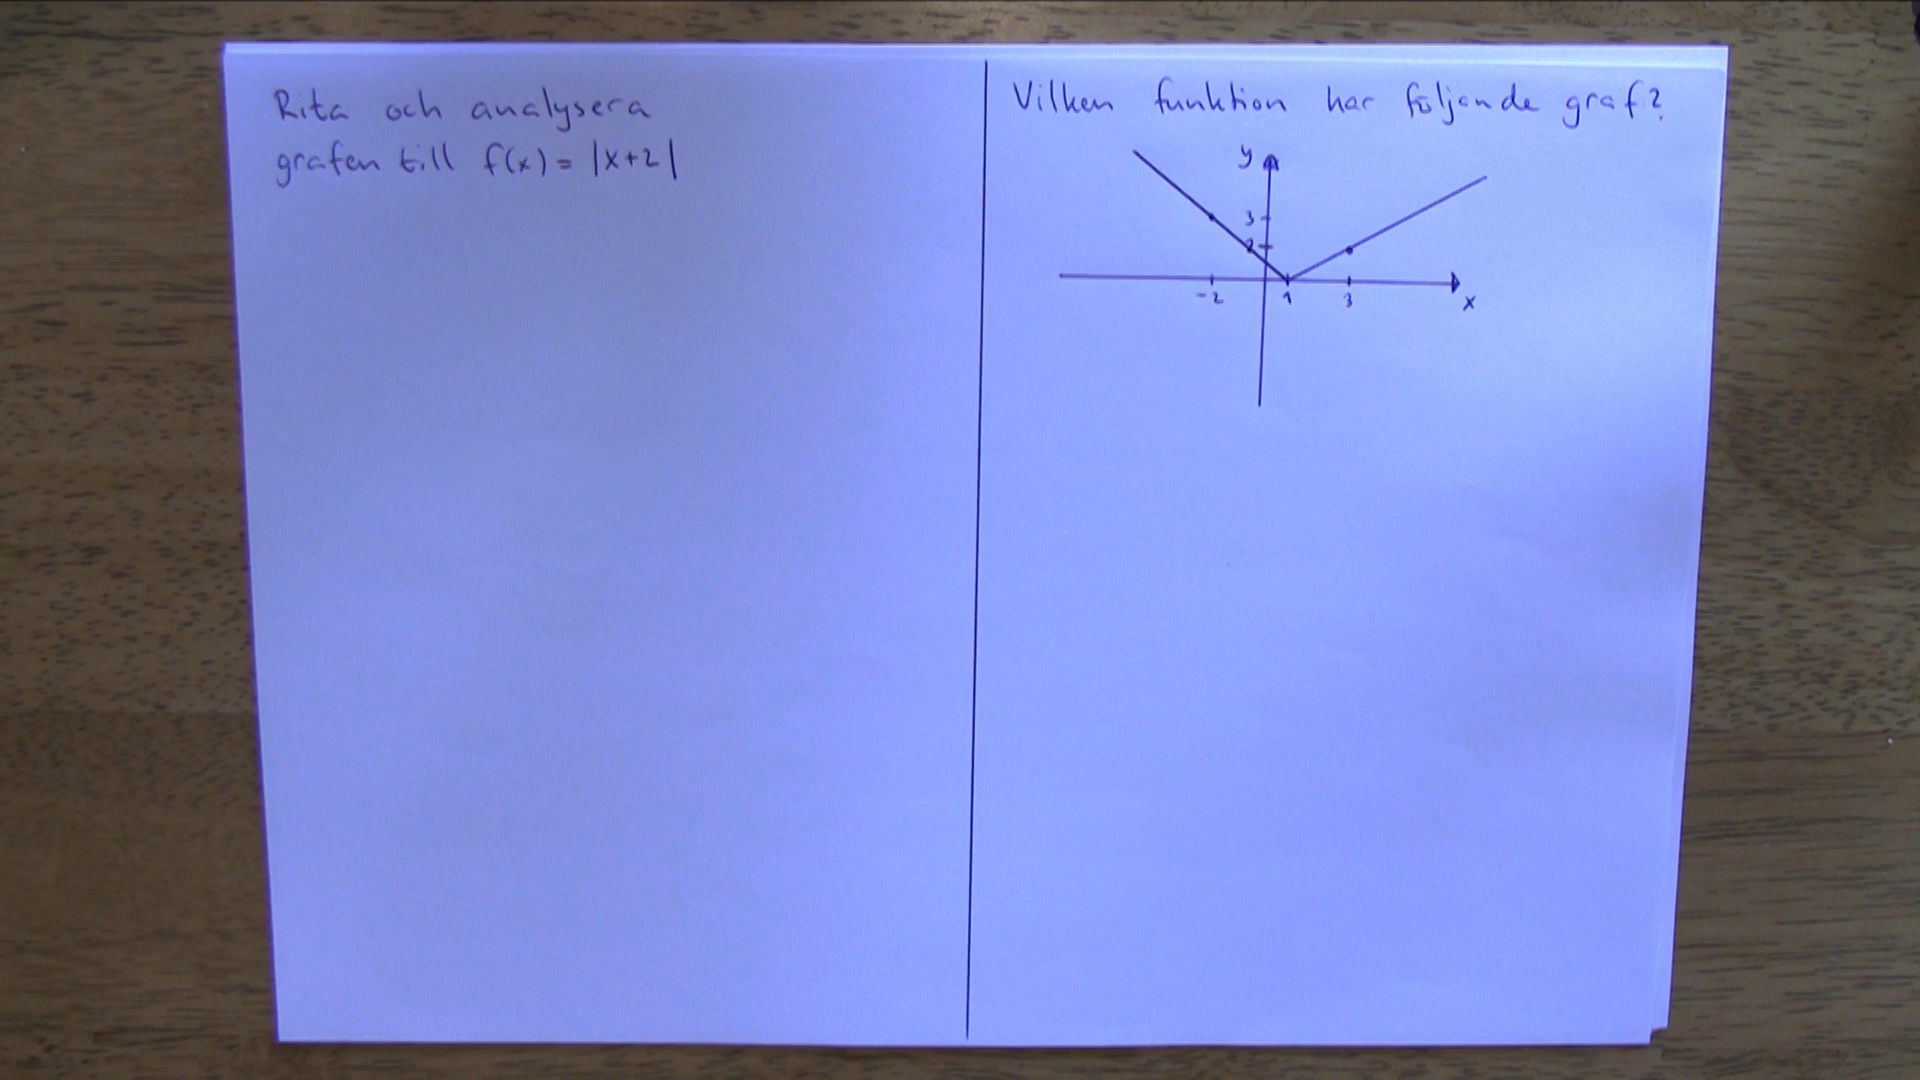 Rita och analysera
grafen till f(x) = |x+2|
Vilken funktion har följande graf?
y
3
2
-2 1 3
x